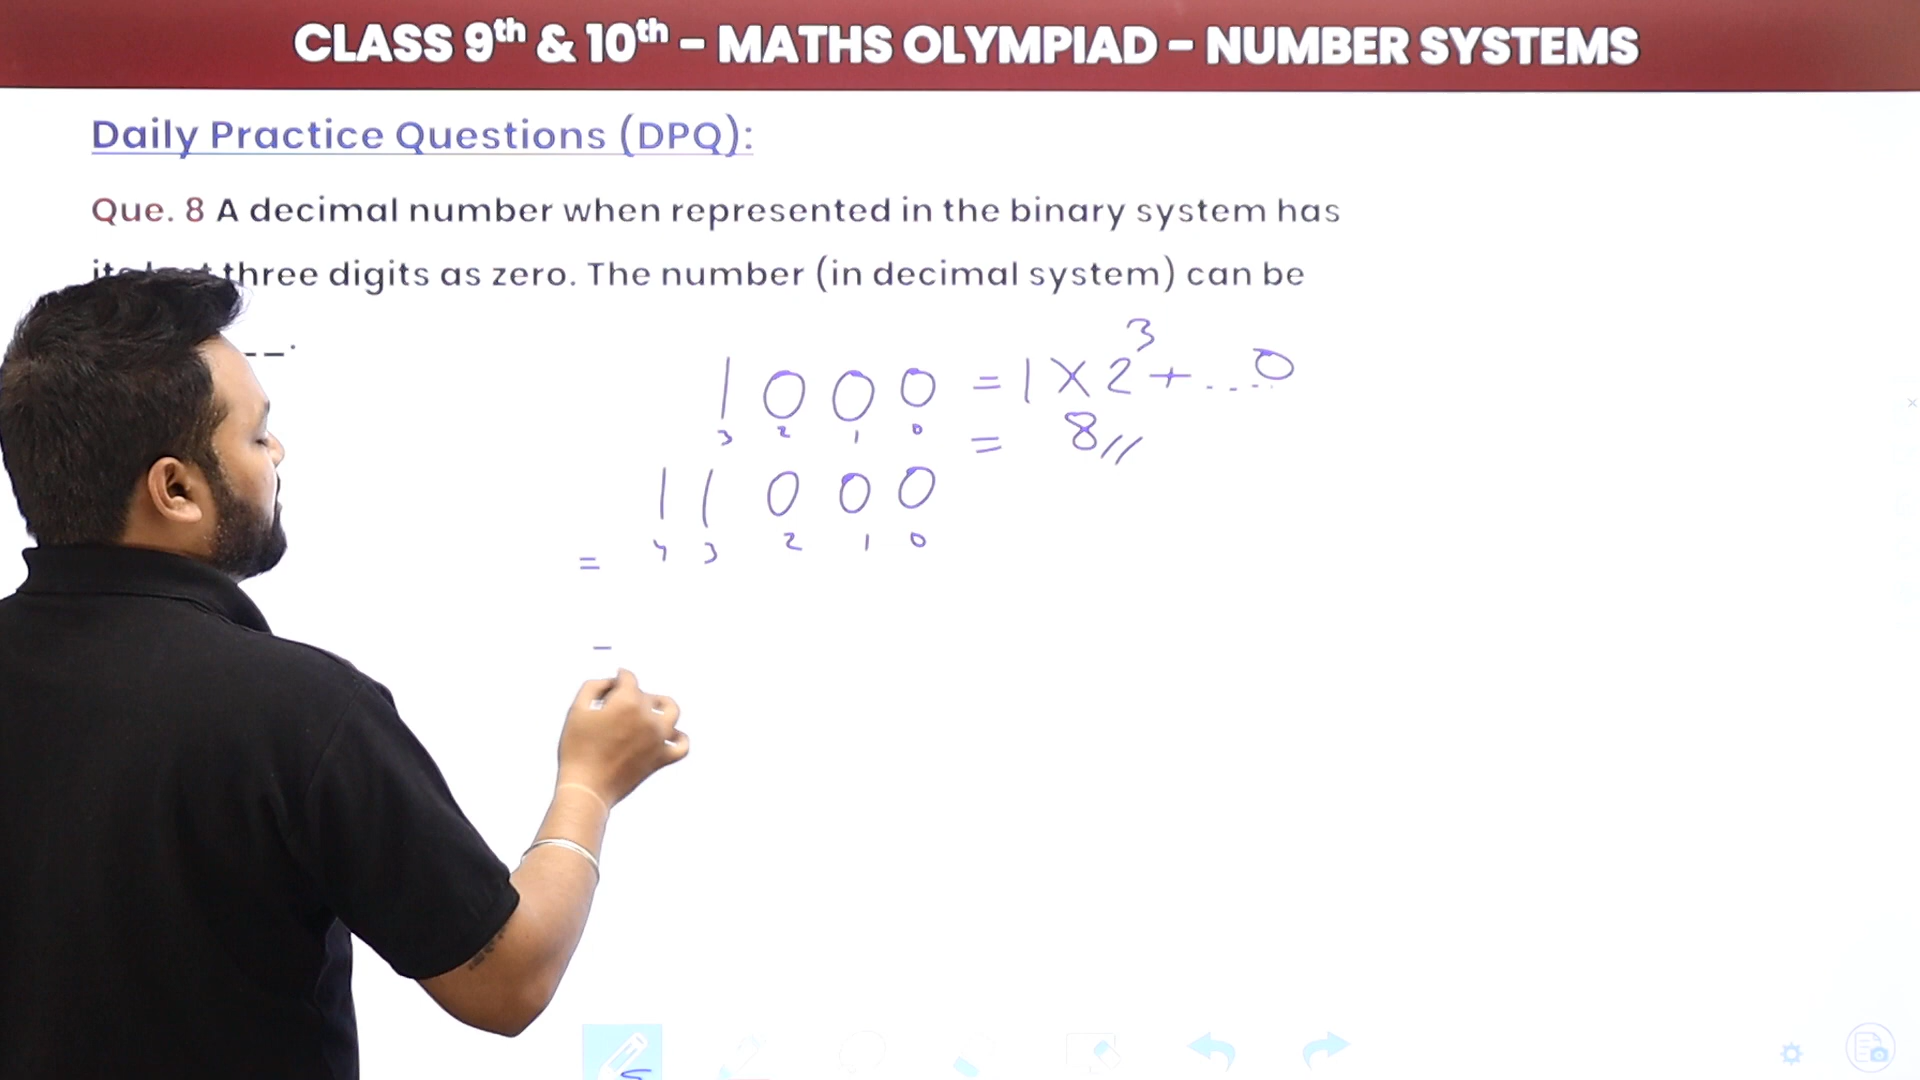 CLASS 9th & 10th – MATHS OLYMPIAD – NUMBER SYSTEMS
Daily Practice Questions (DPQ):
Que. 8 A decimal number when represented in the binary system has
three digits as zero. The number (in decimal system) can be
__.
1 0 0 0 = 1 × 2³ + .... 0
3 2 1 0
= 8 //
1 1 0 0 0
4 3 2 1 0
=
–